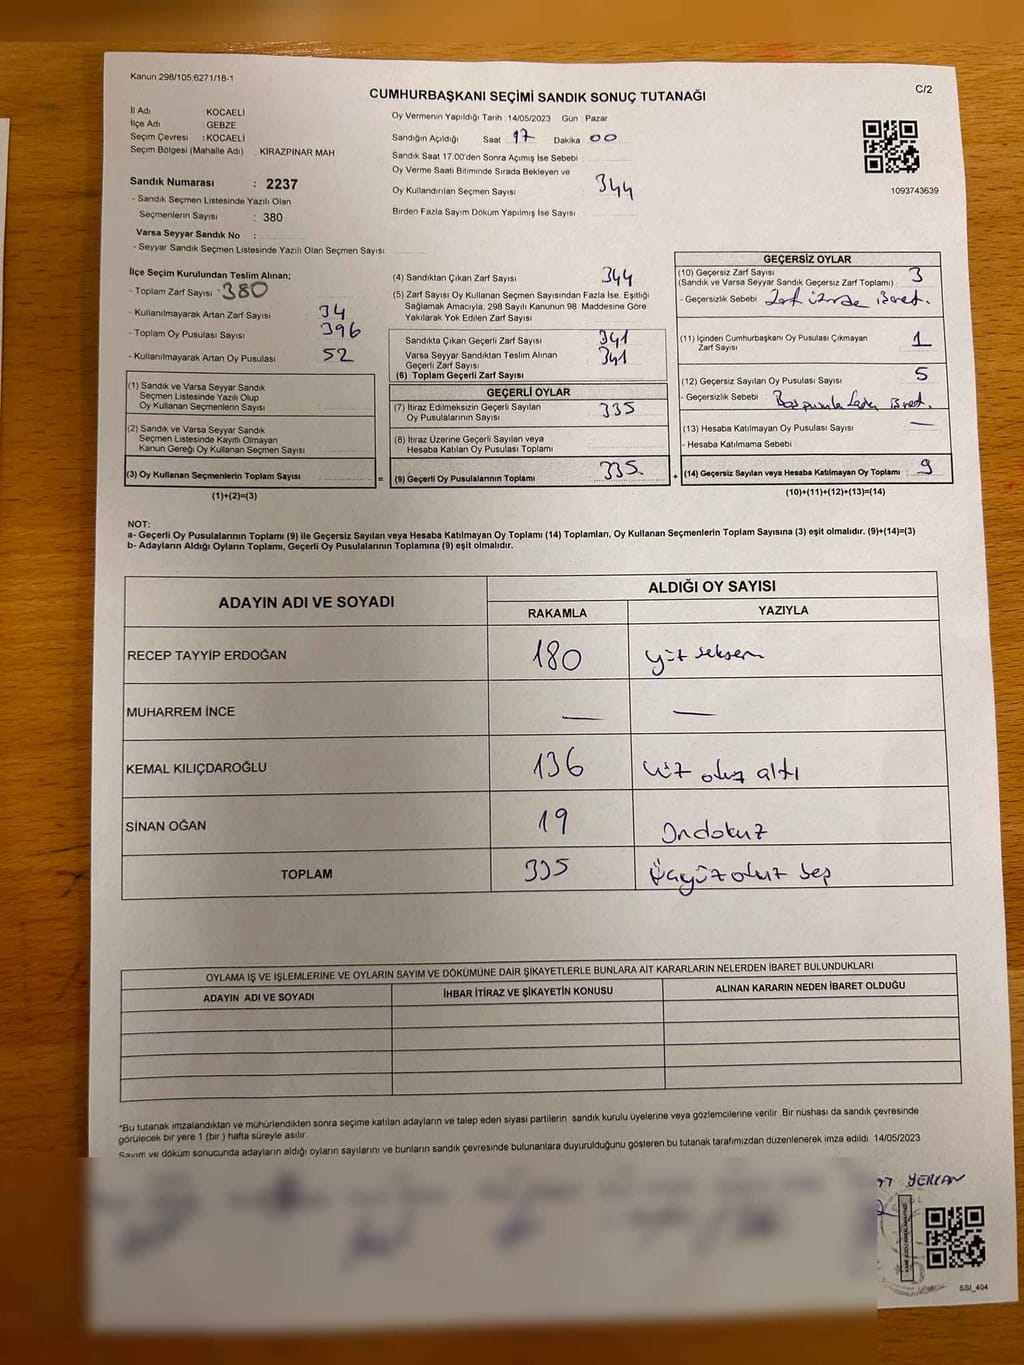 Kanun.298/105,6271/18-1
C/2
CUMHURBAŞKANI SEÇİMİ SANDIK SONUÇ TUTANAĞI
İl Adı KOCAELİ
İlçe Adı : GEBZE
Seçim Çevresi : KOCAELİ
Seçim Bölgesi (Mahalle Adı) : KİRAZPINAR MAH
Sandık Numarası : 2237
- Sandık Seçmen Listesinde Yazılı Olan
Seçmenlerin Sayısı : 380
Varsa Seyyar Sandık No :
- Seyyar Sandık Seçmen Listesinde Yazılı Olan Seçmen Sayısı:
Oy Vermenin Yapıldığı Tarih : 14/05/2023 Gün : Pazar
Sandığın Açıldığı Saat 17 Dakika 00
Sandık Saat 17.00'den Sonra Açımış İse Sebebi :
Oy Verme Saati Bitiminde Sırada Bekleyen ve
Oy Kullandırılan Seçmen Sayısı 344
Birden Fazla Sayım Döküm Yapılmış İse Sayısı
1093743639
İlçe Seçim Kurulundan Teslim Alınan;
- Toplam Zarf Sayısı 380
- Kullanılmayarak Artan Zarf Sayısı 34
- Toplam Oy Pusulası Sayısı 396
- Kullanılmayarak Artan Oy Pusulası 52
(1) Sandık ve Varsa Seyyar Sandık
Seçmen Listesinde Yazılı Olup
Oy Kullanan Seçmenlerin Sayısı
(2) Sandık ve Varsa Seyyar Sandık
Seçmen Listesinde Kayıtlı Olmayan
Kanun Gereği Oy Kullanan Seçmen Sayısı
(3) Oy Kullanan Seçmenlerin Toplam Sayısı =
(1)+(2)=(3)
(4) Sandıktan Çıkan Zarf Sayısı 344
(5) Zarf Sayısı Oy Kullanan Seçmen Sayısından Fazla İse, Eşitliği
Sağlamak Amacıyla, 298 Sayılı Kanunun 98. Maddesine Göre
Yakılarak Yok Edilen Zarf Sayısı
Sandıkta Çıkan Geçerli Zarf Sayısı 341
Varsa Seyyar Sandıktan Teslim Alınan
Geçerli Zarf Sayısı 341
(6) Toplam Geçerli Zarf Sayısı
GEÇERLİ OYLAR
(7) İtiraz Edilmeksizin Geçerli Sayılan
Oy Pusulalarının Sayısı 335
(8) İtiraz Üzerine Geçerli Sayılan veya
Hesaba Katılan Oy Pusulası Toplamı
(9) Geçerli Oy Pusulalarının Toplamı 335 +
GEÇERSİZ OYLAR
(10) Geçersiz Zarf Sayısı 3
(Sandık ve Varsa Seyyar Sandık Geçersiz Zarf Toplamı) :
- Geçersizlik Sebebi : Zarf üzerinde İşaret.
(11) İçinden Cumhurbaşkanı Oy Pusulası Çıkmayan
Zarf Sayısı 1
(12) Geçersiz Sayılan Oy Pusulası Sayısı 5
- Geçersizlik Sebebi :
(13) Hesaba Katılmayan Oy Pusulası Sayısı : —
- Hesaba Katılmama Sebebi :
(14) Geçersiz Sayılan veya Hesaba Katılmayan Oy Toplamı : 9
(10)+(11)+(12)+(13)=(14)
NOT:
a- Geçerli Oy Pusulalarının Toplamı (9) ile Geçersiz Sayılan veya Hesaba Katılmayan Oy Toplamı (14) Toplamları, Oy Kullanan Seçmenlerin Toplam Sayısına (3) eşit olmalıdır. (9)+(14)=(3)
b- Adayların Aldığı Oyların Toplamı, Geçerli Oy Pusulalarının Toplamına (9) eşit olmalıdır.
ADAYIN ADI VE SOYADI
ALDIĞI OY SAYISI
RAKAMLA YAZIYLA
RECEP TAYYİP ERDOĞAN 180 yüz seksen
MUHARREM İNCE — —
KEMAL KILIÇDAROĞLU 136 yüz otuz altı
SİNAN OĞAN 19 Ondokuz
TOPLAM 335 Üçyüz otuz beş
OYLAMA İŞ VE İŞLEMLERİNE VE OYLARIN SAYIM VE DÖKÜMÜNE DAİR ŞİKAYETLERLE BUNLARA AİT KARARLARIN NELERDEN İBARET BULUNDUKLARI
ADAYIN ADI VE SOYADI İHBAR İTİRAZ VE ŞİKAYETİN KONUSU ALINAN KARARIN NEDEN İBARET OLDUĞU
*Bu tutanak imzalandıktan ve mühürlendikten sonra seçime katılan adayların ve talep eden siyasi partilerin sandık kurulu üyelerine veya gözlemcilerine verilir. Bir nüshası da sandık çevresinde
görülecek bir yere 1 (bir) hafta süreyle asılır.
Sayım ve döküm sonucunda adayların aldığı oyların sayılarını ve bunların sandık çevresinde bulunanlara duyurulduğunu gösteren bu tutanak tarafımızdan düzenlenerek imza edildi. 14/05/2023
YERCAN
SSİ_404